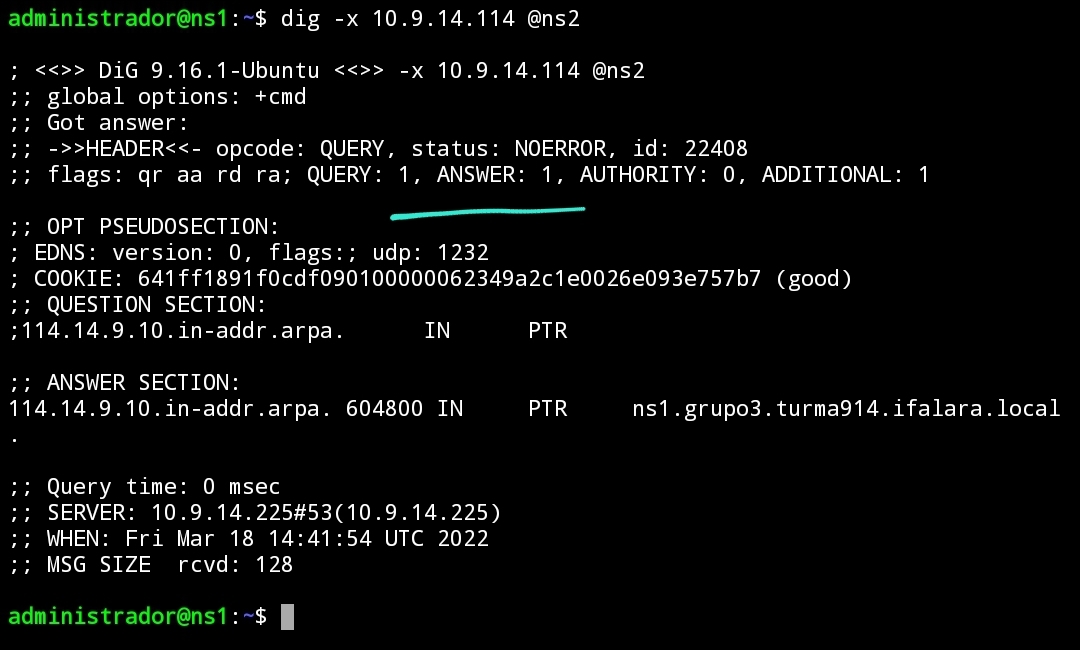 administrador@ns1:~$ dig -x 10.9.14.114 @ns2
; <<>> DiG 9.16.1-Ubuntu <<>> -x 10.9.14.114 @ns2
;; global options: +cmd
;; Got answer:
;; ->>HEADER<<- opcode: QUERY, status: NOERROR, id: 22408
;; flags: qr aa rd ra; QUERY: 1, ANSWER: 1, AUTHORITY: 0, ADDITIONAL: 1
;; OPT PSEUDOSECTION:
; EDNS: version: 0, flags:; udp: 1232
; COOKIE: 641ff1891f0cdf090100000062349a2c1e0026e093e757b7 (good)
;; QUESTION SECTION:
;114.14.9.10.in-addr.arpa. IN PTR
;; ANSWER SECTION:
114.14.9.10.in-addr.arpa. 604800 IN PTR ns1.grupo3.turma914.ifalara.local
.
;; Query time: 0 msec
;; SERVER: 10.9.14.225#53(10.9.14.225)
;; WHEN: Fri Mar 18 14:41:54 UTC 2022
;; MSG SIZE rcvd: 128
administrador@ns1:~$